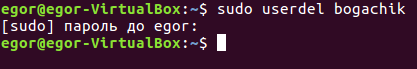 egor@egor-VirtualBox:~$ sudo userdel bogachik
[sudo] пароль до egor:
egor@egor-VirtualBox:~$